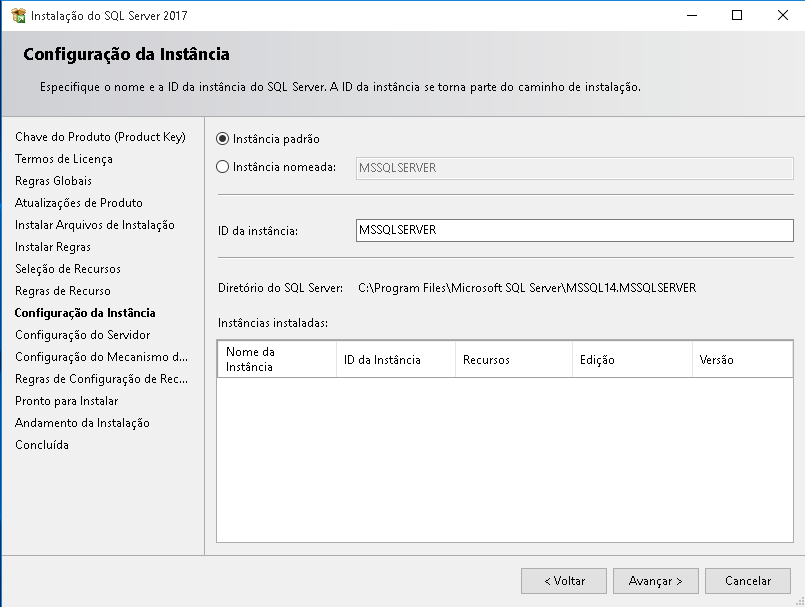 Instalação do SQL Server 2017
Configuração da Instância
Especifique o nome e a ID da instância do SQL Server. A ID da instância se torna parte do caminho de instalação.
Chave do Produto (Product Key)
Termos de Licença
Regras Globais
Atualizações de Produto
Instalar Arquivos de Instalação
Instalar Regras
Seleção de Recursos
Regras de Recurso
Configuração da Instância
Configuração do Servidor
Configuração do Mecanismo d...
Regras de Configuração de Rec...
Pronto para Instalar
Andamento da Instalação
Concluída
Instância padrão
Instância nomeada: MSSQLSERVER
ID da instância: MSSQLSERVER
Diretório do SQL Server: C:\Program Files\Microsoft SQL Server\MSSQL14.MSSQLSERVER
Instâncias instaladas:
Nome da
Instância
ID da Instância
Recursos
Edição
Versão
< Voltar
Avançar >
Cancelar